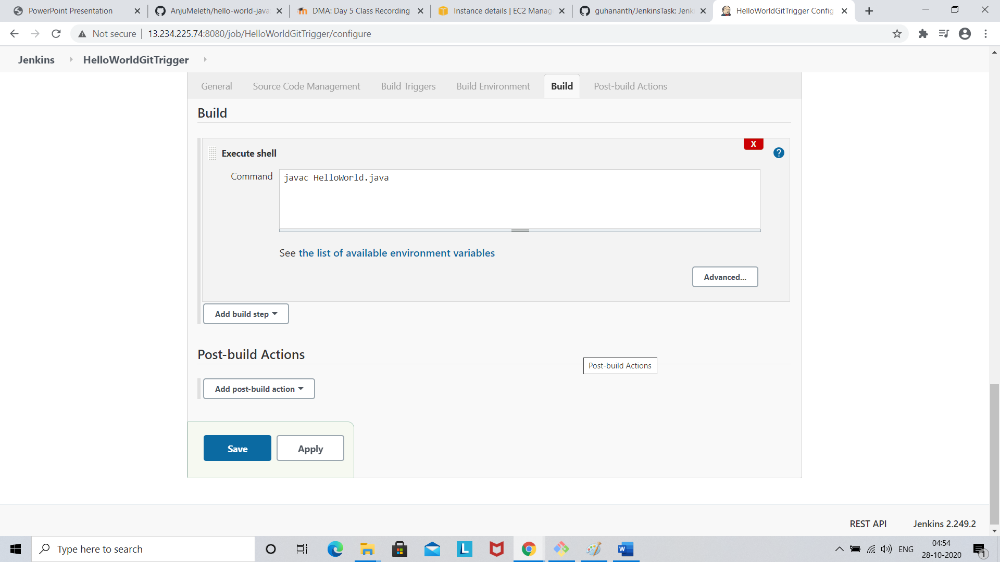 PowerPoint Presentation
AnjuMeleth/hello-world-java
DMA: Day 5 Class Recording
Instance details | EC2 Manag
guhananth/JenkinsTask: Jenk
HelloWorldGitTrigger Config
Not secure | 13.234.225.74:8080/job/HelloWorldGitTrigger/configure
Jenkins HelloWorldGitTrigger
General Source Code Management Build Triggers Build Environment Build Post-build Actions
Build
X
Execute shell
?
Command
javac HelloWorld.java
See the list of available environment variables
Advanced...
Add build step
Post-build Actions
Post-build Actions
Add post-build action
Save Apply
REST API Jenkins 2.249.2
Type here to search
L
W
ENG
04:54
28-10-2020
1